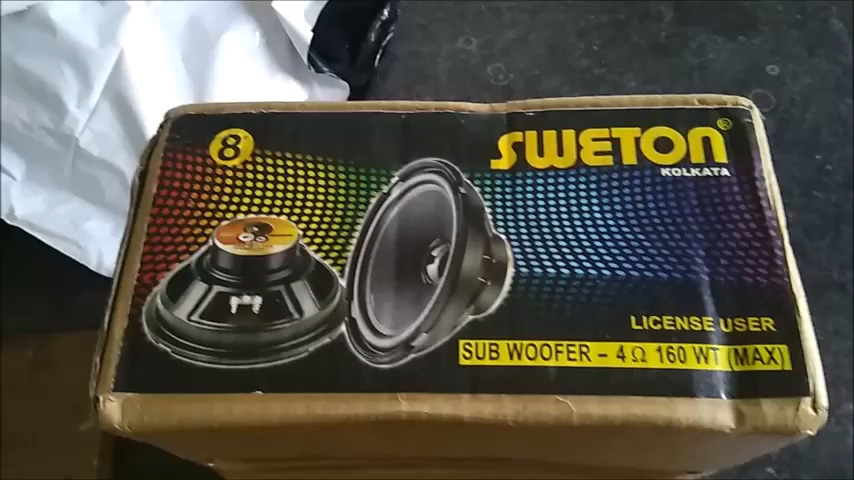 8"
SWETON®
KOLKATA
LICENSE USER
SUB WOOFER - 4 Ω 160 WT (MAX)